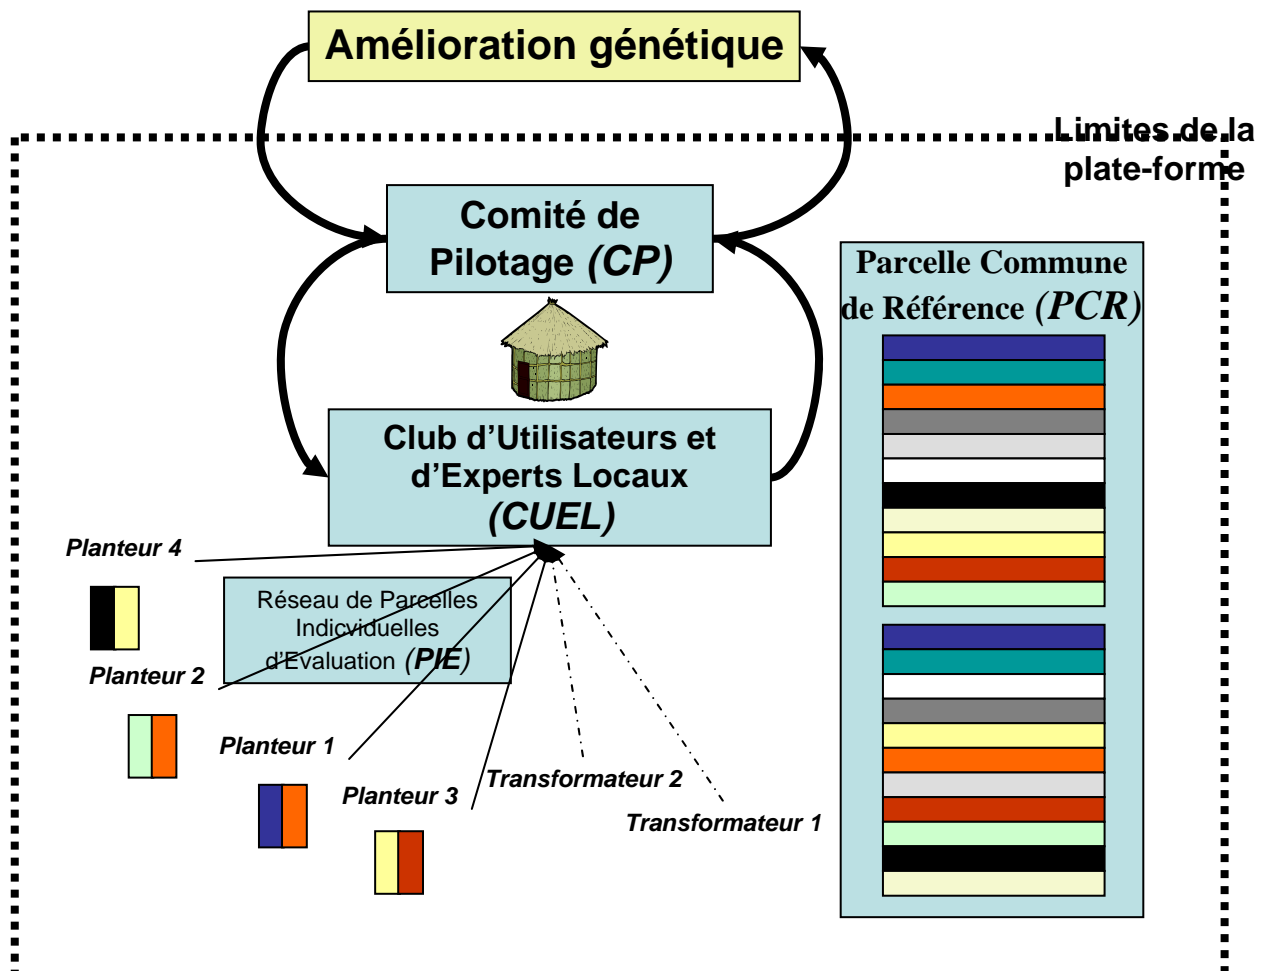 Amélioration génétique
Limites de la
plate-forme
Comité de
Pilotage (CP)
Parcelle Commune
de Référence (PCR)
Club d’Utilisateurs et
d’Experts Locaux
(CUEL)
Planteur 4
Réseau de Parcelles
Indicviduelles
d’Evaluation (PIE)
Planteur 2
Planteur 1
Planteur 3
Transformateur 2
Transformateur 1